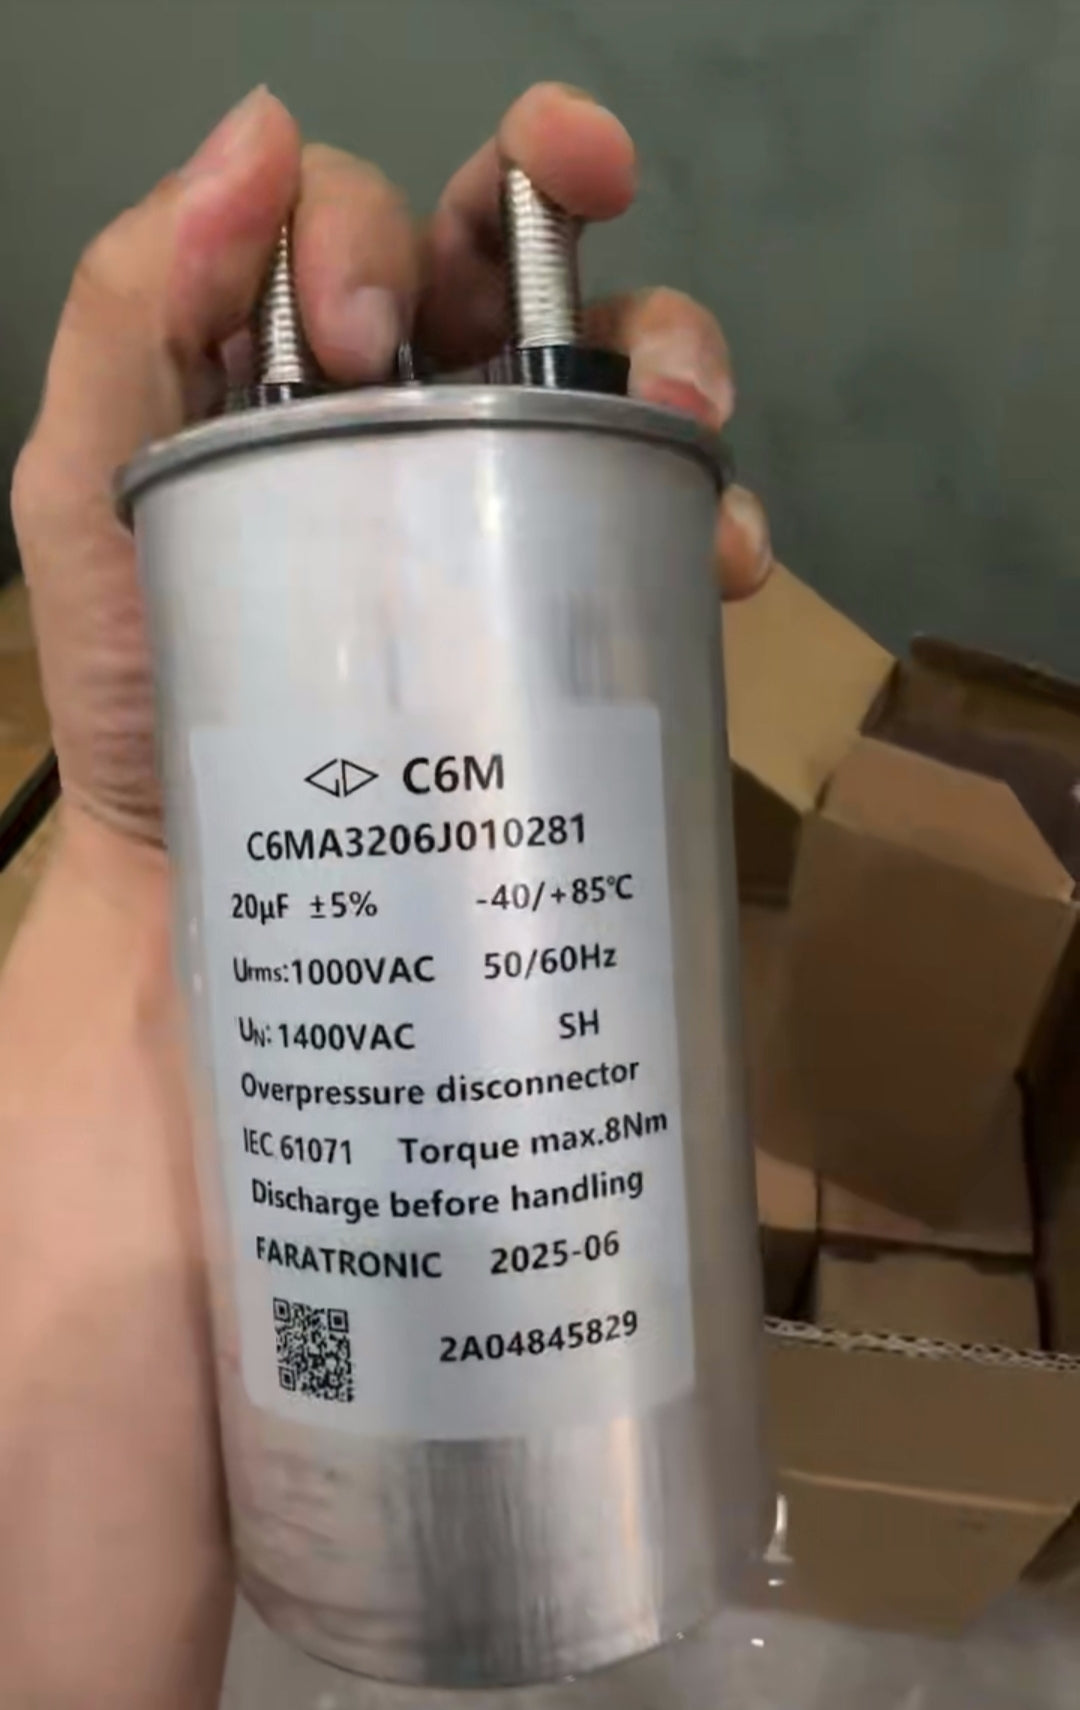 C6M
C6MA3206J010281
20μF ±5% -40/+85℃
Urms:1000VAC 50/60Hz
UN:1400VAC SH
Overpressure disconnector
IEC 61071 Torque max.8Nm
Discharge before handling
FARATRONIC 2025-06
2A04845829